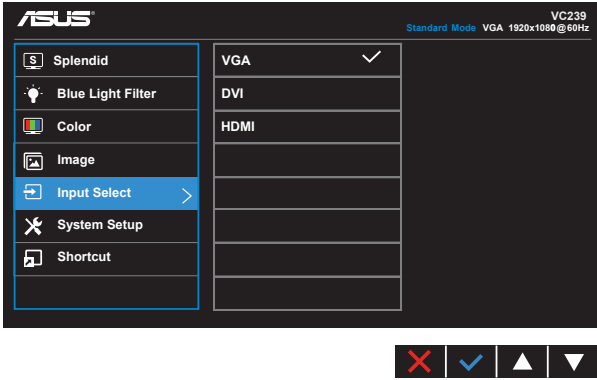 ASUS
VC239
Standard Mode VGA 1920x1080@60Hz
S Splendid
Blue Light Filter
Color
Image
Input Select
System Setup
Shortcut
VGA
DVI
HDMI